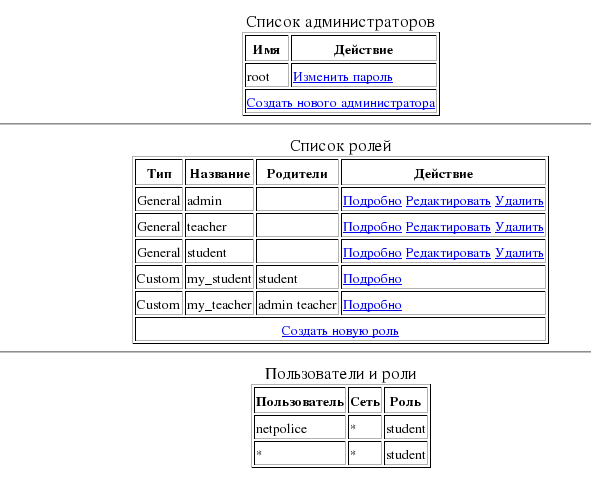 Список администраторов
Имя Действие
root Изменить пароль
Создать нового администратора
Список ролей
Тип Название Родители Действие
General admin Подробно Редактировать Удалить
General teacher Подробно Редактировать Удалить
General student Подробно Редактировать Удалить
Custom my_student student Подробно
Custom my_teacher admin teacher Подробно
Создать новую роль
Пользователи и роли
Пользователь Сеть Роль
netpolice * student
* * student